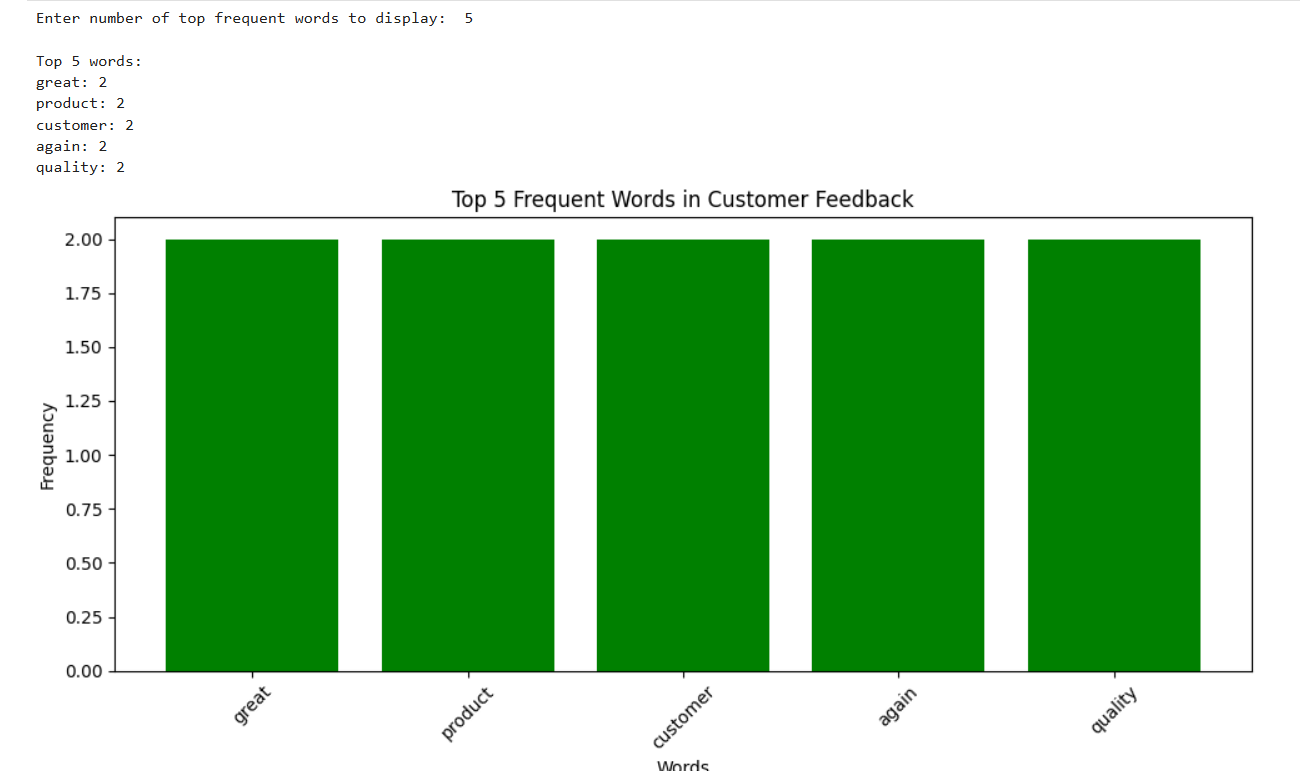 Enter number of top frequent words to display:  5
Top 5 words:
great: 2
product: 2
customer: 2
again: 2
quality: 2
Top 5 Frequent Words in Customer Feedback
2.00
1.75
1.50
1.25
1.00
0.75
0.50
0.25
0.00
Frequency
great
product
customer
again
quality
Words